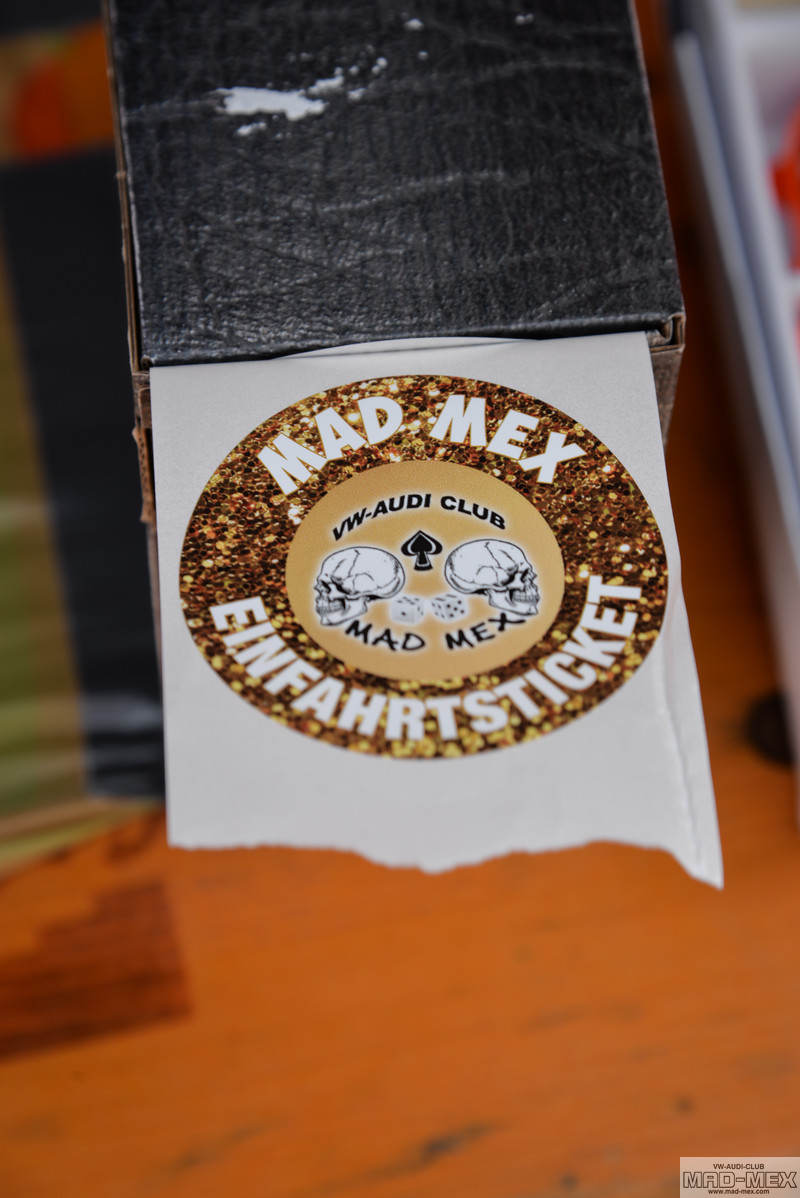 MAD MEX
VW-AUDI CLUB
MAD MEX
EINFAHRTSTICKET
VW-AUDI-CLUB
MAD-MEX
www.mad-mex.com